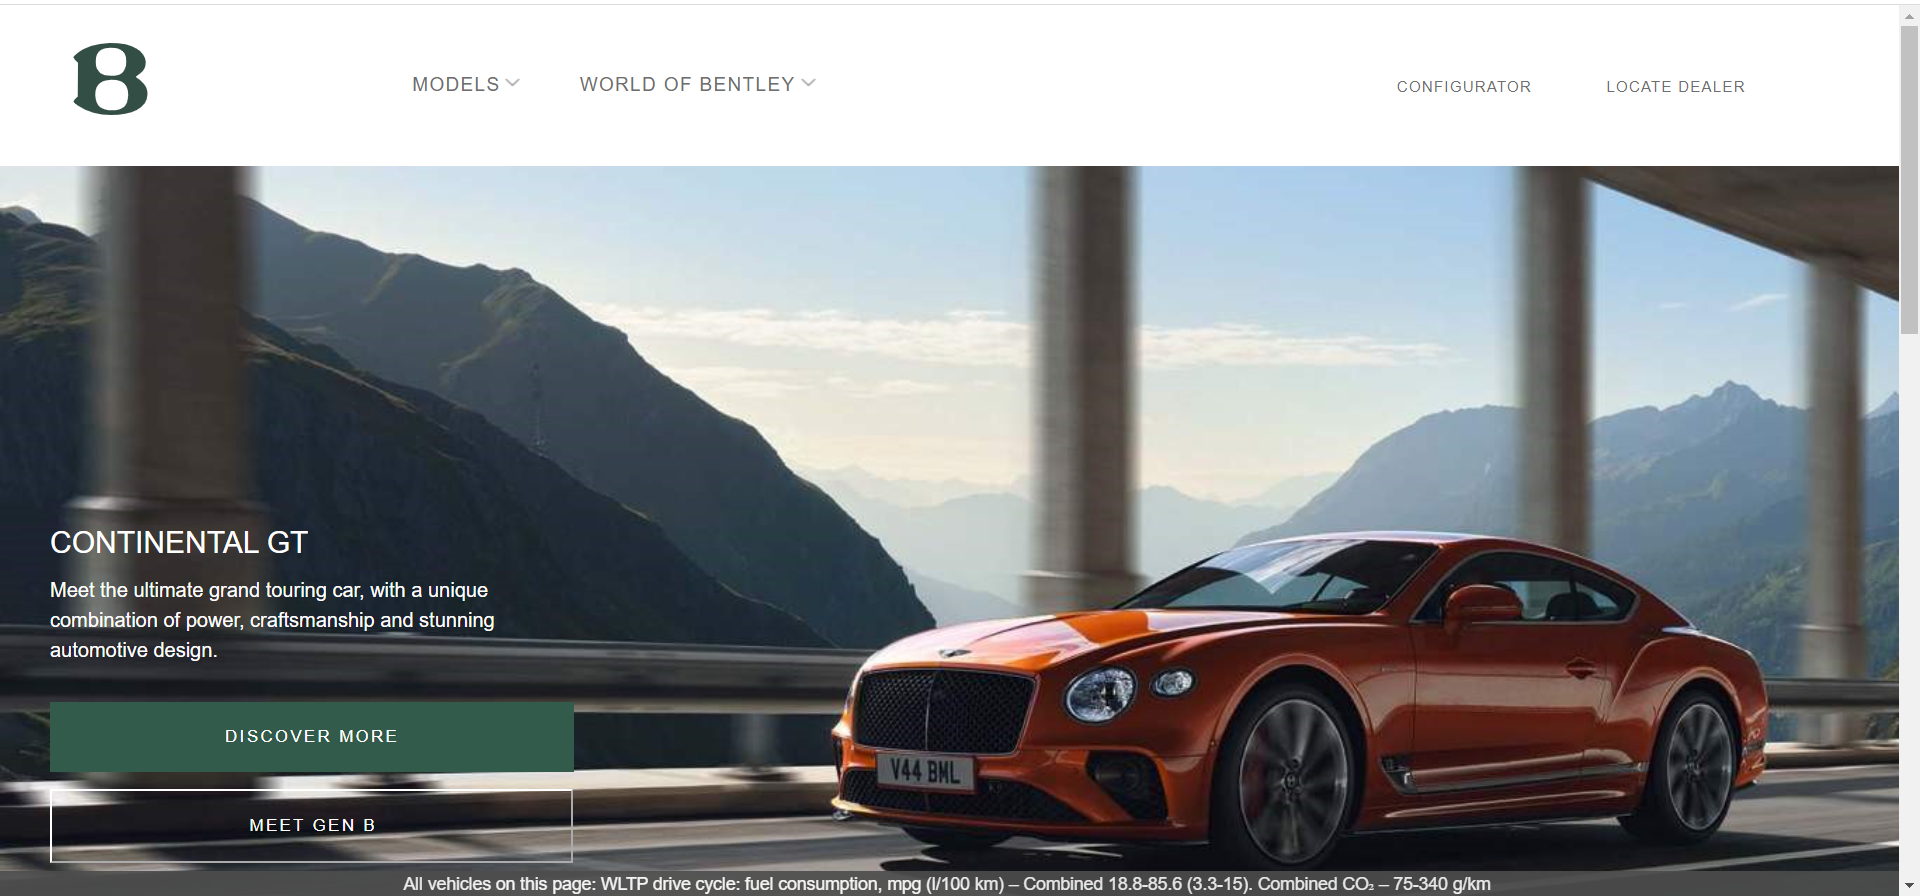 B
MODELS
WORLD OF BENTLEY
CONFIGURATOR
LOCATE DEALER
CONTINENTAL GT
Meet the ultimate grand touring car, with a unique
combination of power, craftsmanship and stunning
automotive design.
DISCOVER MORE
MEET GEN B
V44 BML
All vehicles on this page: WLTP drive cycle: fuel consumption, mpg (l/100 km) – Combined 18.8-85.6 (3.3-15). Combined CO₂ – 75-340 g/km